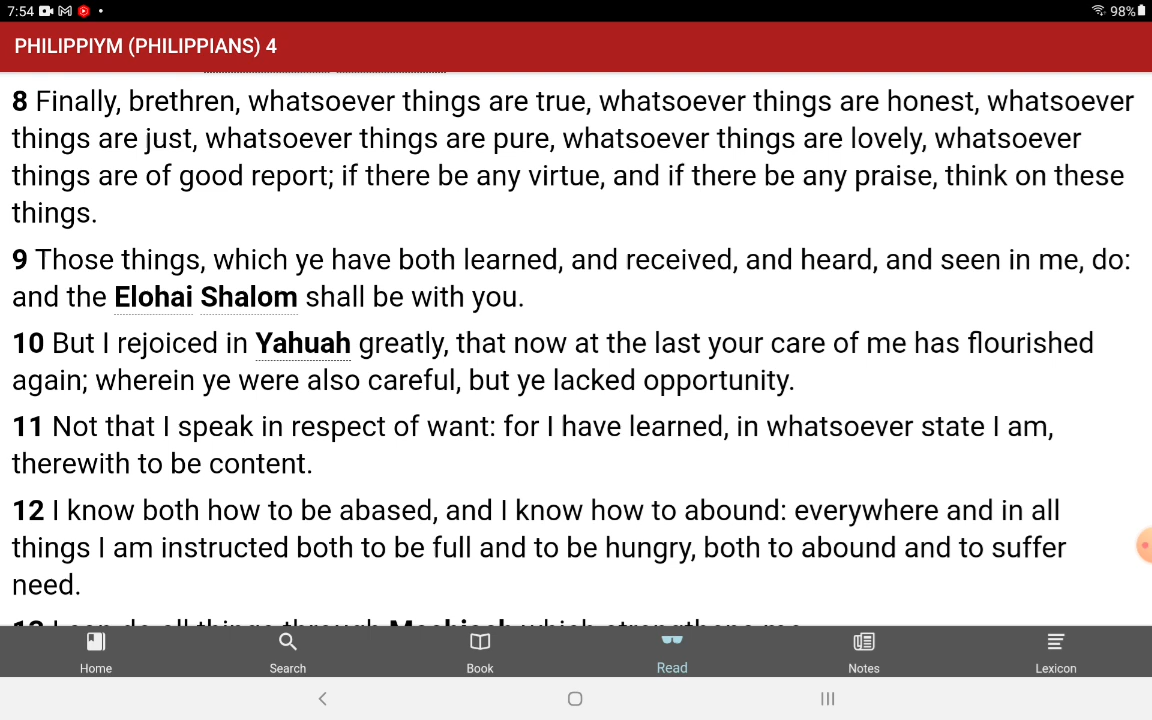 7:54 98%
PHILIPPIYM (PHILIPPIANS) 4
8 Finally, brethren, whatsoever things are true, whatsoever things are honest, whatsoever
things are just, whatsoever things are pure, whatsoever things are lovely, whatsoever
things are of good report; if there be any virtue, and if there be any praise, think on these
things.
9 Those things, which ye have both learned, and received, and heard, and seen in me, do:
and the Elohai Shalom shall be with you.
10 But I rejoiced in Yahuah greatly, that now at the last your care of me has flourished
again; wherein ye were also careful, but ye lacked opportunity.
11 Not that I speak in respect of want: for I have learned, in whatsoever state I am,
therewith to be content.
12 I know both how to be abased, and I know how to abound: everywhere and in all
things I am instructed both to be full and to be hungry, both to abound and to suffer
need.
Home Search Book Read Notes Lexicon